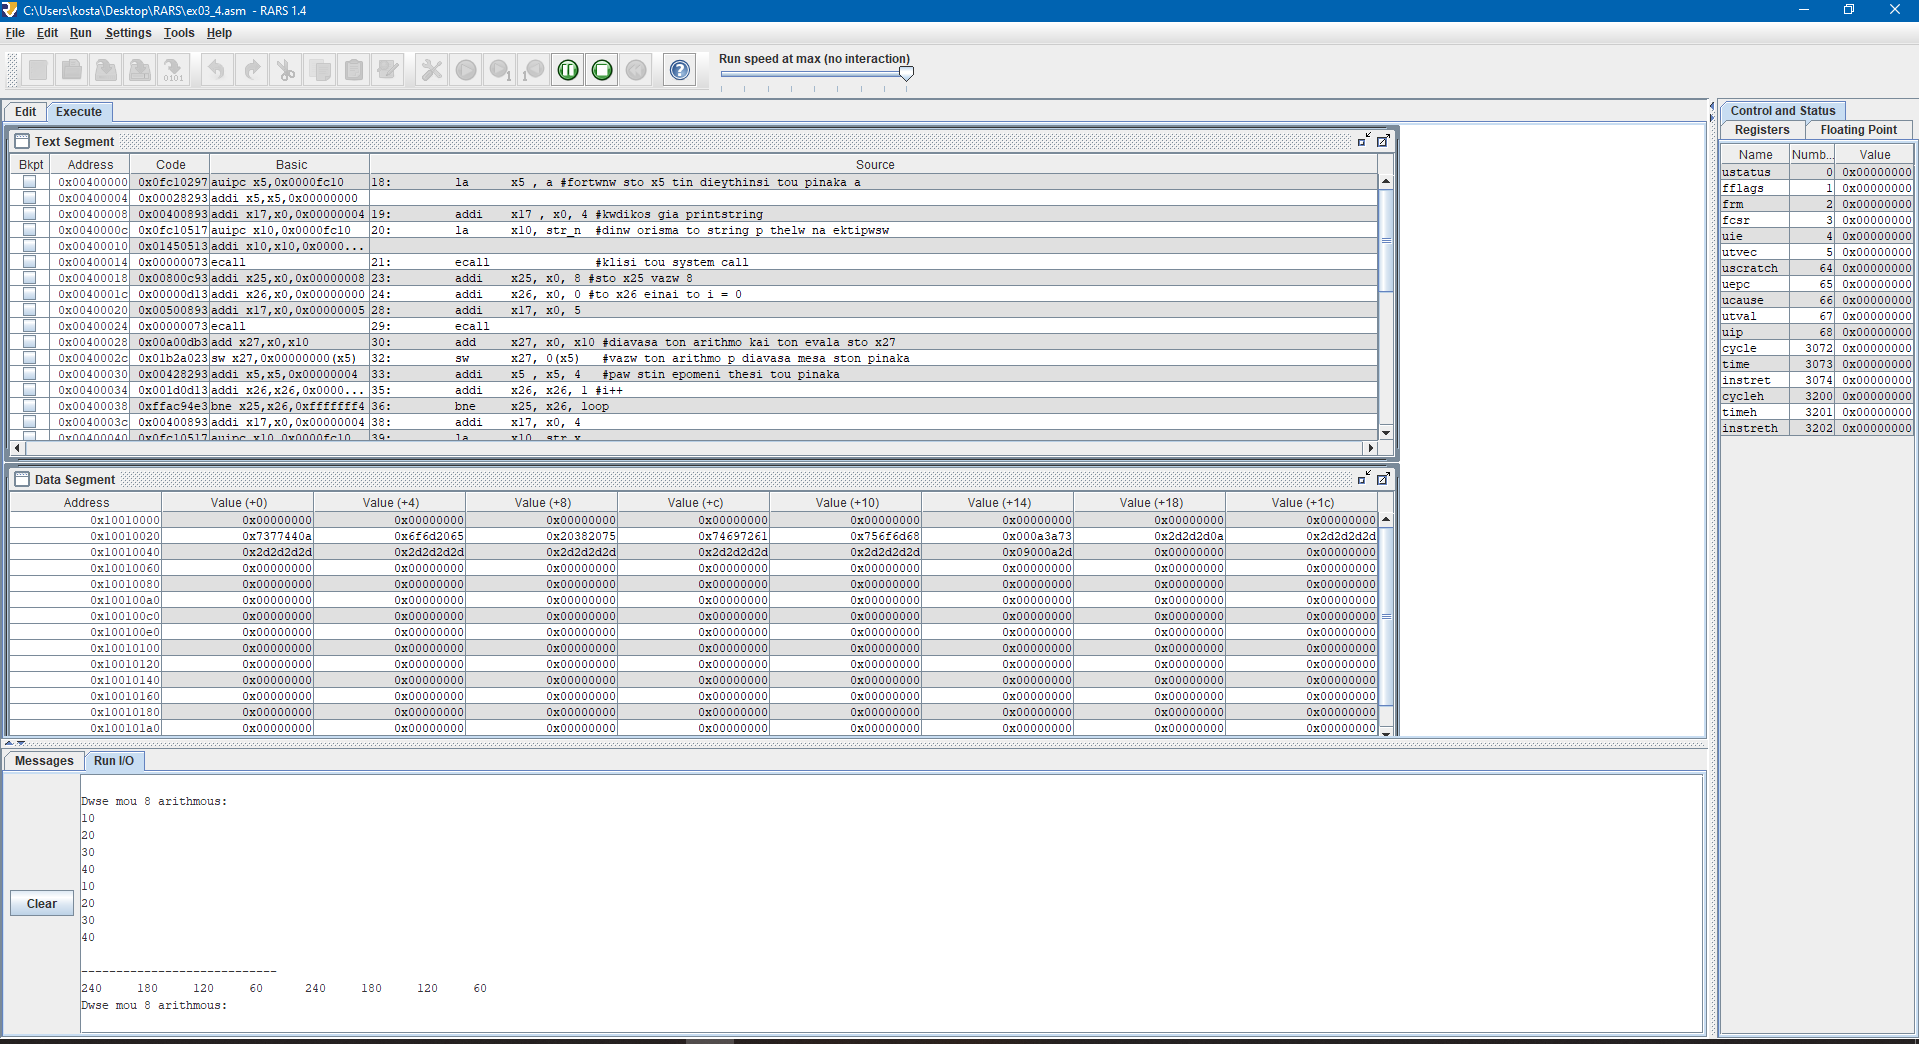 C:\Users\kosta\Desktop\RARS\ex03_4.asm - RARS 1.4
File Edit Run Settings Tools Help
Run speed at max (no interaction)
Edit Execute
Text Segment
Bkpt Address Code Basic Source
0x00400000 0x0fc10297 auipc x5,0x0000fc10 18: la x5 , a #fortwnw sto x5 tin dieythinsi tou pinaka a
0x00400004 0x00028293 addi x5,x5,0x00000000
0x00400008 0x00400893 addi x17,x0,0x00000004 19: addi x17 , x0, 4 #kwdikos gia printstring
0x0040000c 0x0fc10517 auipc x10,0x0000fc10 20: la x10, str_n #dinw orisma to string p thelw na ektipwsw
0x00400010 0x01450513 addi x10,x10,0x0000...
0x00400014 0x00000073 ecall 21: ecall #klisi tou system call
0x00400018 0x00800c93 addi x25,x0,0x00000008 23: addi x25, x0, 8 #sto x25 vazw 8
0x0040001c 0x00000d13 addi x26,x0,0x00000000 24: addi x26, x0, 0 #to x26 einai to i = 0
0x00400020 0x00500893 addi x17,x0,0x00000005 28: addi x17, x0, 5
0x00400024 0x00000073 ecall 29: ecall
0x00400028 0x00a00db3 add x27,x0,x10 30: add x27, x0, x10 #diavasa ton arithmo kai ton evala sto x27
0x0040002c 0x01b2a023 sw x27,0x00000000(x5) 32: sw x27, 0(x5) #vazw ton arithmo p diavasa mesa ston pinaka
0x00400030 0x00428293 addi x5,x5,0x00000004 33: addi x5 , x5, 4 #paw stin epomeni thesi tou pinaka
0x00400034 0x001d0d13 addi x26,x26,0x0000... 35: addi x26, x26, 1 #i++
0x00400038 0xffac94e3 bne x25,x26,0xfffffff4 36: bne x25, x26, loop
0x0040003c 0x00400893 addi x17,x0,0x00000004 38: addi x17, x0, 4
0x00400040 0x0fc10517 auipc x10,0x0000fc10 39: la x10, str_x
Data Segment
Address Value (+0) Value (+4) Value (+8) Value (+c) Value (+10) Value (+14) Value (+18) Value (+1c)
0x10010000 0x00000000 0x00000000 0x00000000 0x00000000 0x00000000 0x00000000 0x00000000 0x00000000
0x10010020 0x7377440a 0x6f6d2065 0x20382075 0x74697261 0x756f6d68 0x000a3a73 0x2d2d2d0a 0x2d2d2d2d
0x10010040 0x2d2d2d2d 0x2d2d2d2d 0x2d2d2d2d 0x2d2d2d2d 0x2d2d2d2d 0x09000a2d 0x00000000 0x00000000
0x10010060 0x00000000 0x00000000 0x00000000 0x00000000 0x00000000 0x00000000 0x00000000 0x00000000
0x10010080 0x00000000 0x00000000 0x00000000 0x00000000 0x00000000 0x00000000 0x00000000 0x00000000
0x100100a0 0x00000000 0x00000000 0x00000000 0x00000000 0x00000000 0x00000000 0x00000000 0x00000000
0x100100c0 0x00000000 0x00000000 0x00000000 0x00000000 0x00000000 0x00000000 0x00000000 0x00000000
0x100100e0 0x00000000 0x00000000 0x00000000 0x00000000 0x00000000 0x00000000 0x00000000 0x00000000
0x10010100 0x00000000 0x00000000 0x00000000 0x00000000 0x00000000 0x00000000 0x00000000 0x00000000
0x10010120 0x00000000 0x00000000 0x00000000 0x00000000 0x00000000 0x00000000 0x00000000 0x00000000
0x10010140 0x00000000 0x00000000 0x00000000 0x00000000 0x00000000 0x00000000 0x00000000 0x00000000
0x10010160 0x00000000 0x00000000 0x00000000 0x00000000 0x00000000 0x00000000 0x00000000 0x00000000
0x10010180 0x00000000 0x00000000 0x00000000 0x00000000 0x00000000 0x00000000 0x00000000 0x00000000
0x100101a0 0x00000000 0x00000000 0x00000000 0x00000000 0x00000000 0x00000000 0x00000000 0x00000000
Messages Run I/O
Clear
Dwse mou 8 arithmous:
10
20
30
40
10
20
30
40
----------------------------
240 180 120 60 240 180 120 60
Dwse mou 8 arithmous:
Control and Status
Registers Floating Point
Name Numb... Value
ustatus 0 0x00000000
fflags 1 0x00000000
frm 2 0x00000000
fcsr 3 0x00000000
uie 4 0x00000000
utvec 5 0x00000000
uscratch 64 0x00000000
uepc 65 0x00000000
ucause 66 0x00000000
utval 67 0x00000000
uip 68 0x00000000
cycle 3072 0x00000000
time 3073 0x00000000
instret 3074 0x00000000
cycleh 3200 0x00000000
timeh 3201 0x00000000
instreth 3202 0x00000000